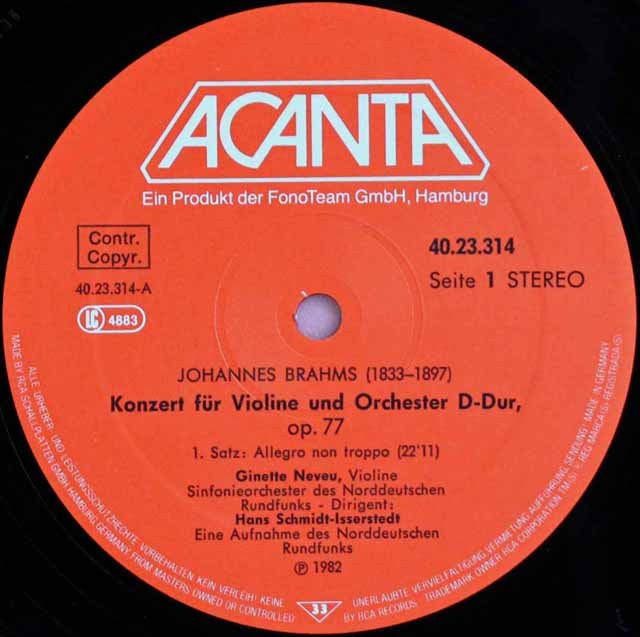 ACANTA
Ein Produkt der FonoTeam GmbH, Hamburg
Contr.
Copyr.
40.23.314-A
LC 4883
40.23.314
Seite 1 STEREO
JOHANNES BRAHMS (1833–1897)
Konzert für Violine und Orchester D-Dur,
op. 77
1. Satz: Allegro non troppo (22'11)
Ginette Neveu, Violine
Sinfonieorchester des Norddeutschen
Rundfunks - Dirigent:
Hans Schmidt-Isserstedt
Eine Aufnahme des Norddeutschen
Rundfunks
℗ 1982
33
ALLE URHEBER- UND LEISTUNGSSCHUTZRECHTE VORBEHALTEN. KEIN VERLEIH! KEINE
UNERLAUBTE VERVIELFÄLTIGUNG, VERMIETUNG, AUFFÜHRUNG, SENDUNG! MADE IN GERMANY
MADE BY RCA SCHALLPLATTEN GMBH HAMBURG, GERMANY, FROM MASTERS OWNED OR CONTROLLED
BY RCA RECORDS TRADEMARK OWNER RCA CORPORATION TM(S) ®, REG. MARCA(S) REGISTRADA(S)